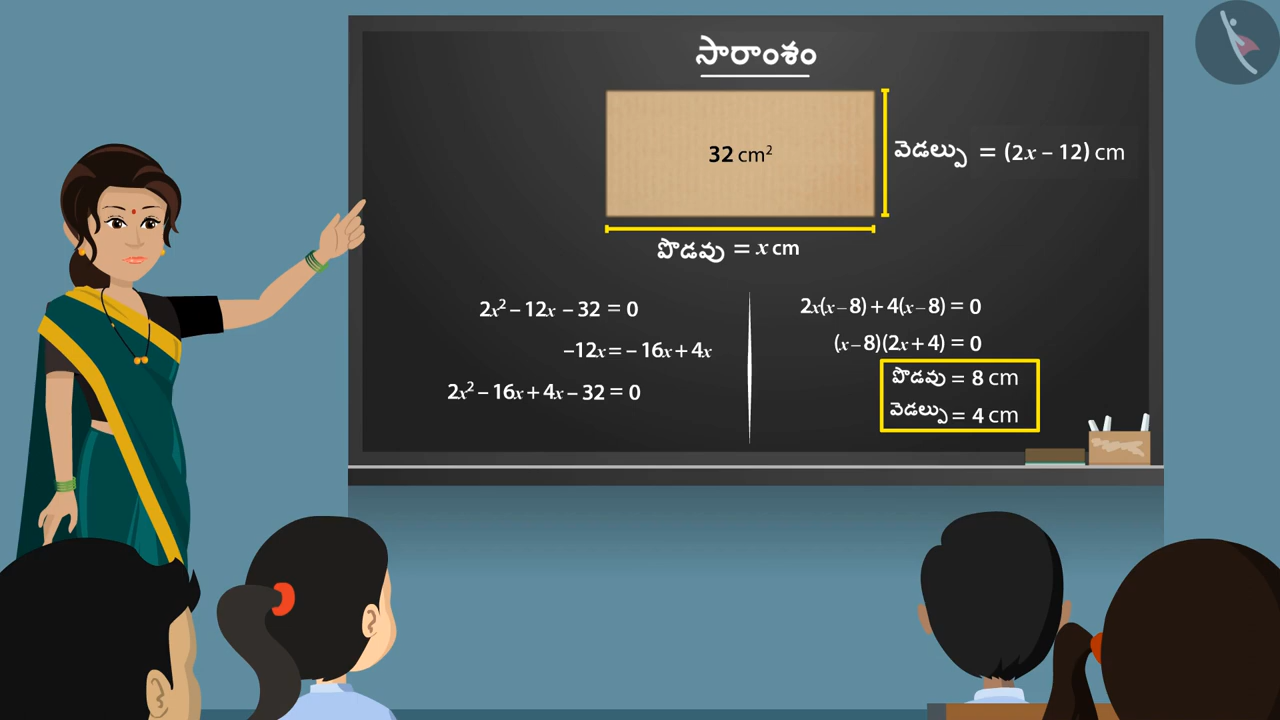 సారాంశం
32 cm²
వెడల్పు = (2x – 12) cm
పొడవు = x cm
2x² – 12x – 32 = 0
–12x = – 16x + 4x
2x² – 16x + 4x – 32 = 0
2x(x – 8) + 4(x – 8) = 0
(x – 8)(2x + 4) = 0
పొడవు = 8 cm
వెడల్పు = 4 cm